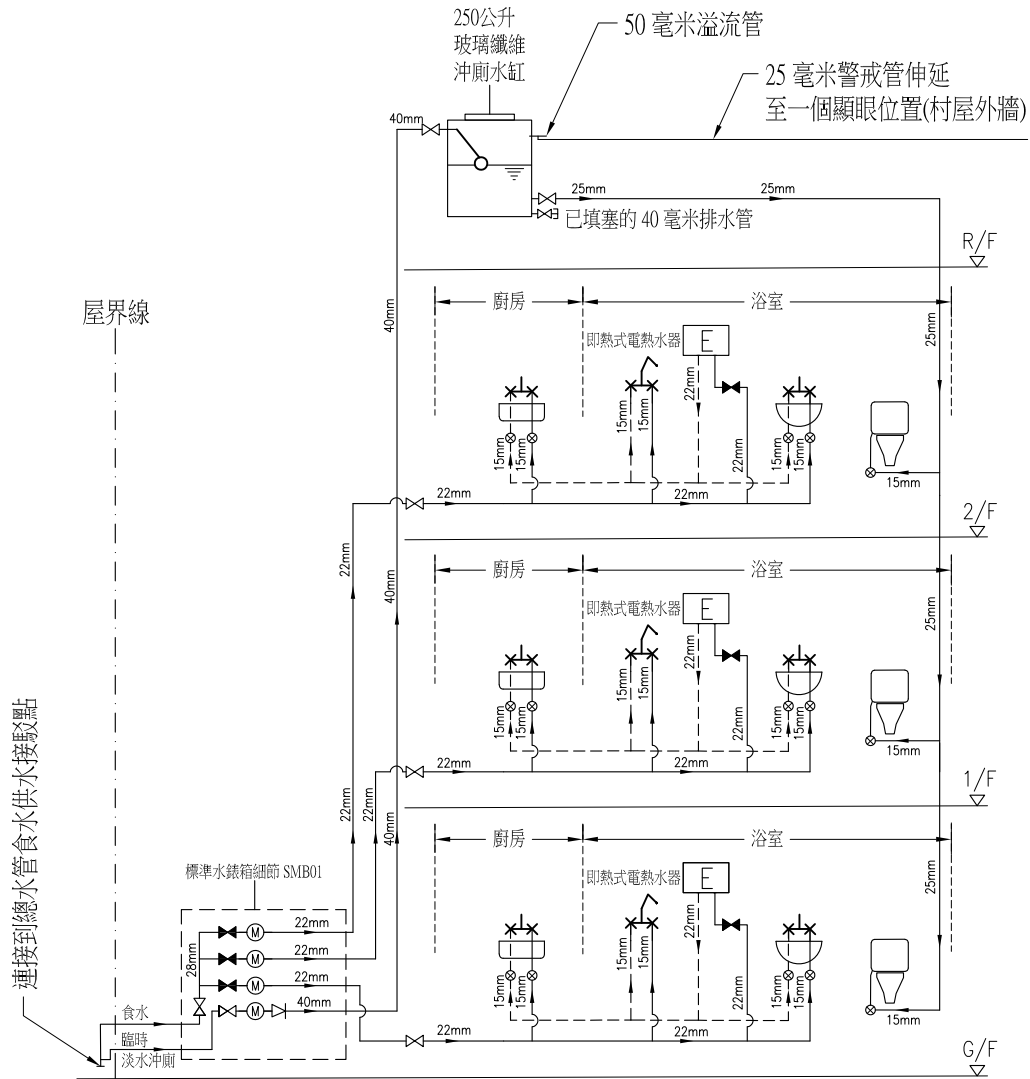 250公升
玻璃纖維
沖廁水缸
50 毫米溢流管
25 毫米警戒管伸延
至一個顯眼位置(村屋外牆)
40mm
25mm
25mm
已填塞的 40 毫米排水管
R/F
屋界線
廚房
浴室
40mm
25mm
即熱式電熱水器
E
22mm
15mm
15mm
15mm
15mm
22mm
15mm
15mm
15mm
22mm
22mm
2/F
22mm
40mm
廚房
浴室
25mm
即熱式電熱水器
E
22mm
15mm
15mm
15mm
15mm
22mm
15mm
15mm
15mm
22mm
22mm
1/F
連接到總水管食水供水接駁點
22mm
22mm
40mm
廚房
浴室
25mm
標準水錶箱細節 SMB01
即熱式電熱水器
E
22mm
15mm
15mm
15mm
15mm
22mm
15mm
15mm
15mm
28mm
M
22mm
M
22mm
M
22mm
M
40mm
食水
臨時
淡水沖廁
22mm
22mm
G/F